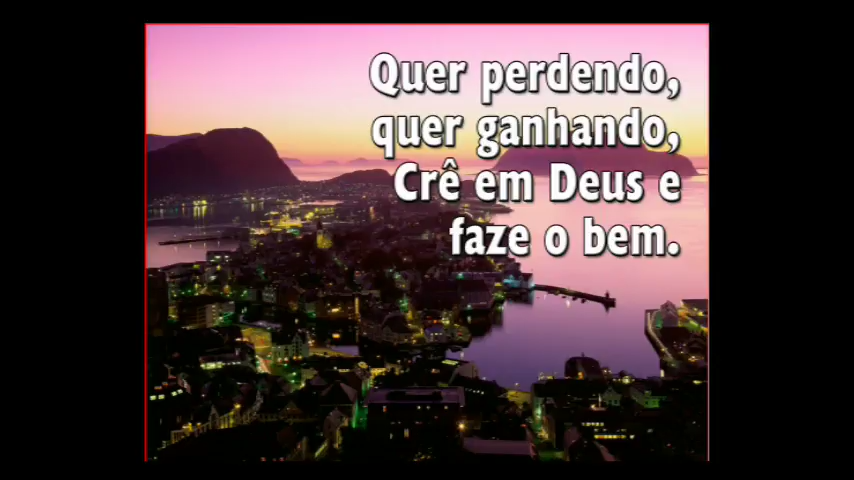 Quer perdendo,
quer ganhando,
Crê em Deus e
faze o bem.